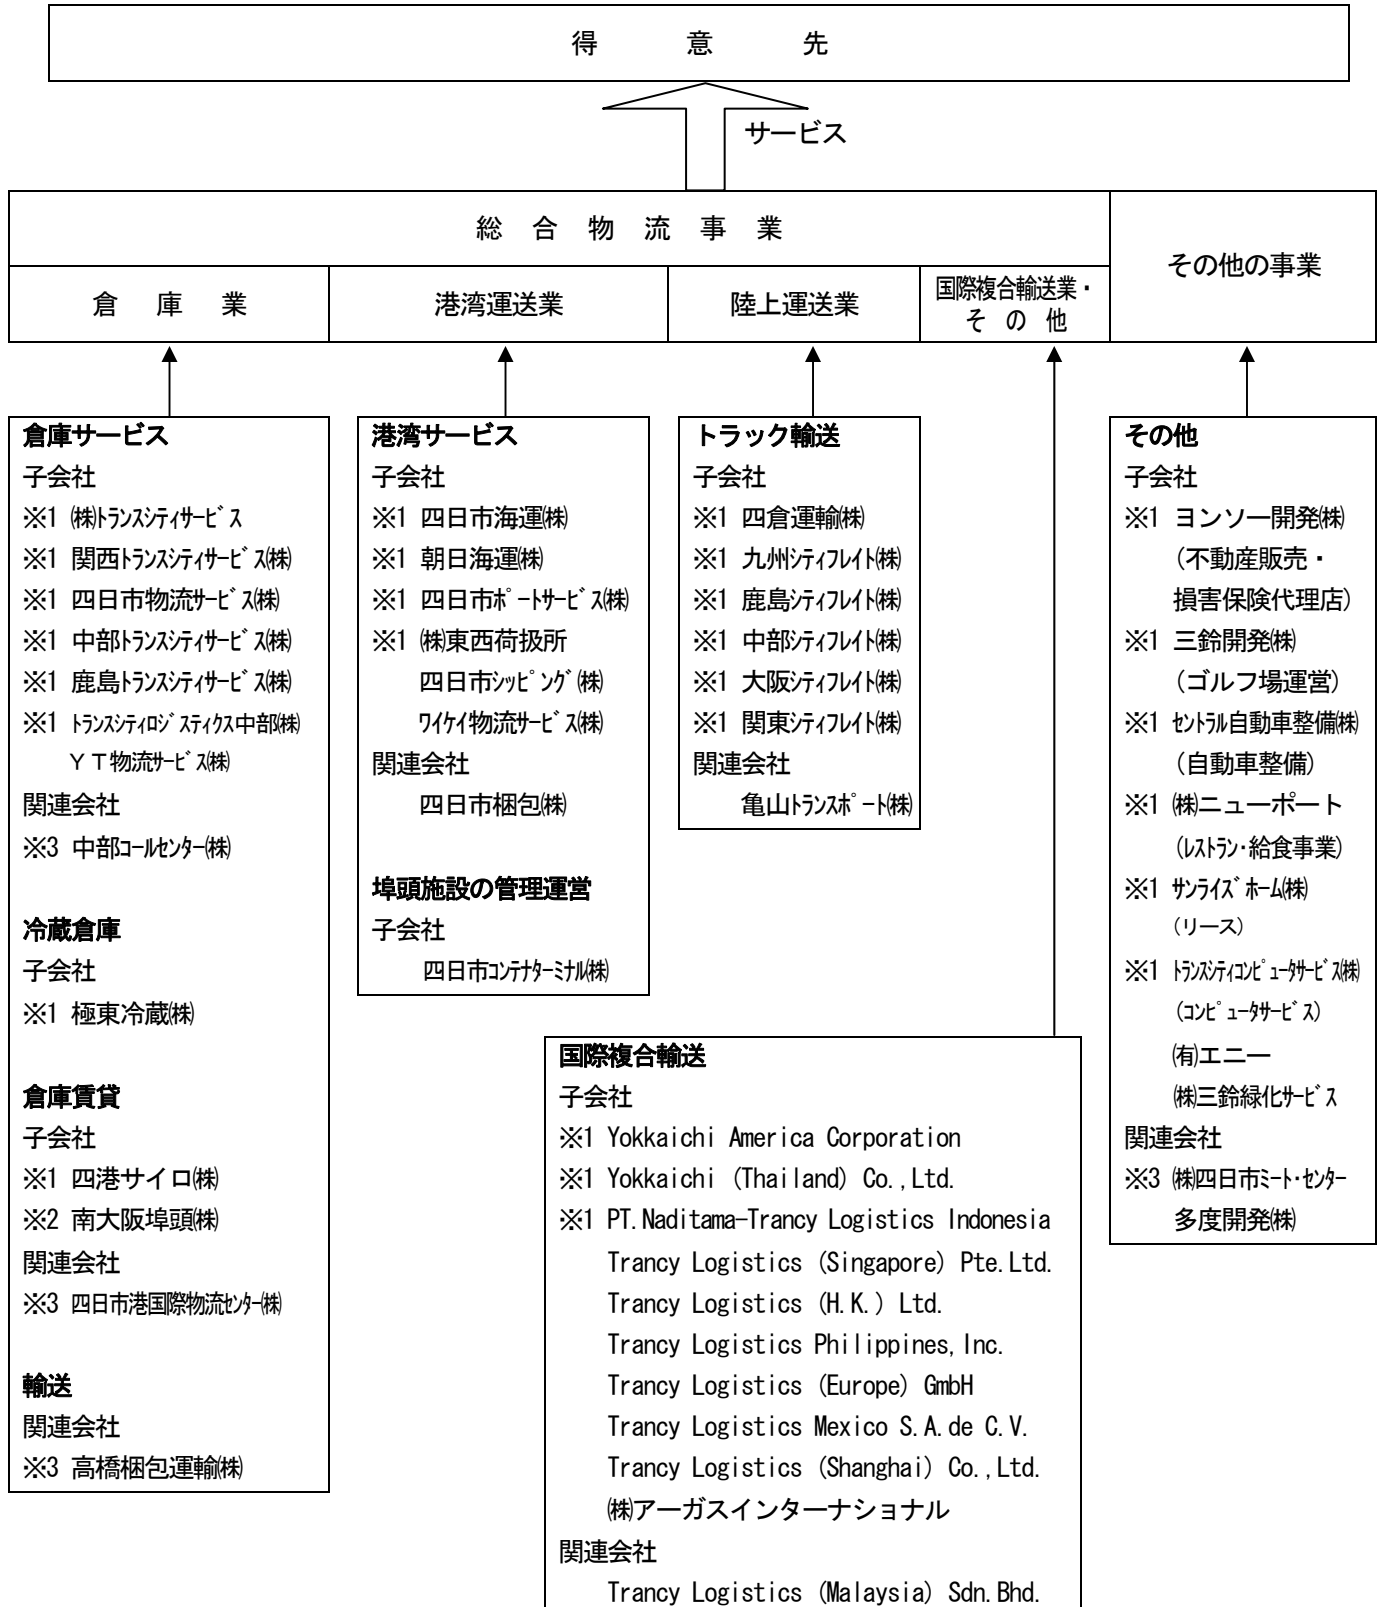 得意先
サービス
総合物流事業
その他の事業
倉庫業
港湾運送業
陸上運送業
国際複合輸送業・
その他
倉庫サービス
子会社
※1 ㈱トランスシティサービス
※1 関西トランスシティサービス㈱
※1 四日市物流サービス㈱
※1 中部トランスシティサービス㈱
※1 鹿島トランスシティサービス㈱
※1 トランスシティロジスティクス中部㈱
YT物流サービス㈱
関連会社
※3 中部コールセンター㈱
冷蔵倉庫
子会社
※1 極東冷蔵㈱
倉庫賃貸
子会社
※1 四港サイロ㈱
※2 南大阪埠頭㈱
関連会社
※3 四日市港国際物流センター㈱
輸送
関連会社
※3 高橋梱包運輸㈱
港湾サービス
子会社
※1 四日市海運㈱
※1 朝日海運㈱
※1 四日市ポートサービス㈱
※1 ㈱東西荷扱所
四日市シッピング㈱
ワイケイ物流サービス㈱
関連会社
四日市梱包㈱
埠頭施設の管理運営
子会社
四日市コンテナターミナル㈱
トラック輸送
子会社
※1 四倉運輸㈱
※1 九州シティフレイト㈱
※1 鹿島シティフレイト㈱
※1 中部シティフレイト㈱
※1 大阪シティフレイト㈱
※1 関東シティフレイト㈱
関連会社
亀山トランスポート㈱
国際複合輸送
子会社
※1 Yokkaichi America Corporation
※1 Yokkaichi (Thailand) Co.,Ltd.
※1 PT.Naditama-Trancy Logistics Indonesia
Trancy Logistics (Singapore) Pte.Ltd.
Trancy Logistics (H.K.) Ltd.
Trancy Logistics Philippines,Inc.
Trancy Logistics (Europe) GmbH
Trancy Logistics Mexico S.A.de C.V.
Trancy Logistics (Shanghai) Co.,Ltd.
㈱アーガスインターナショナル
関連会社
Trancy Logistics (Malaysia) Sdn.Bhd.
その他
子会社
※1 ヨンソー開発㈱
(不動産販売・
損害保険代理店)
※1 三鈴開発㈱
(ゴルフ場運営)
※1 セントラル自動車整備㈱
(自動車整備)
※1 ㈱ニューポート
(レストラン・給食事業)
※1 サンライズホーム㈱
(リース)
※1 トランスシティコンピュータサービス㈱
(コンピュータサービス)
㈲エニー
㈱三鈴緑化サービス
関連会社
※3 ㈱四日市ミート・センター
多度開発㈱